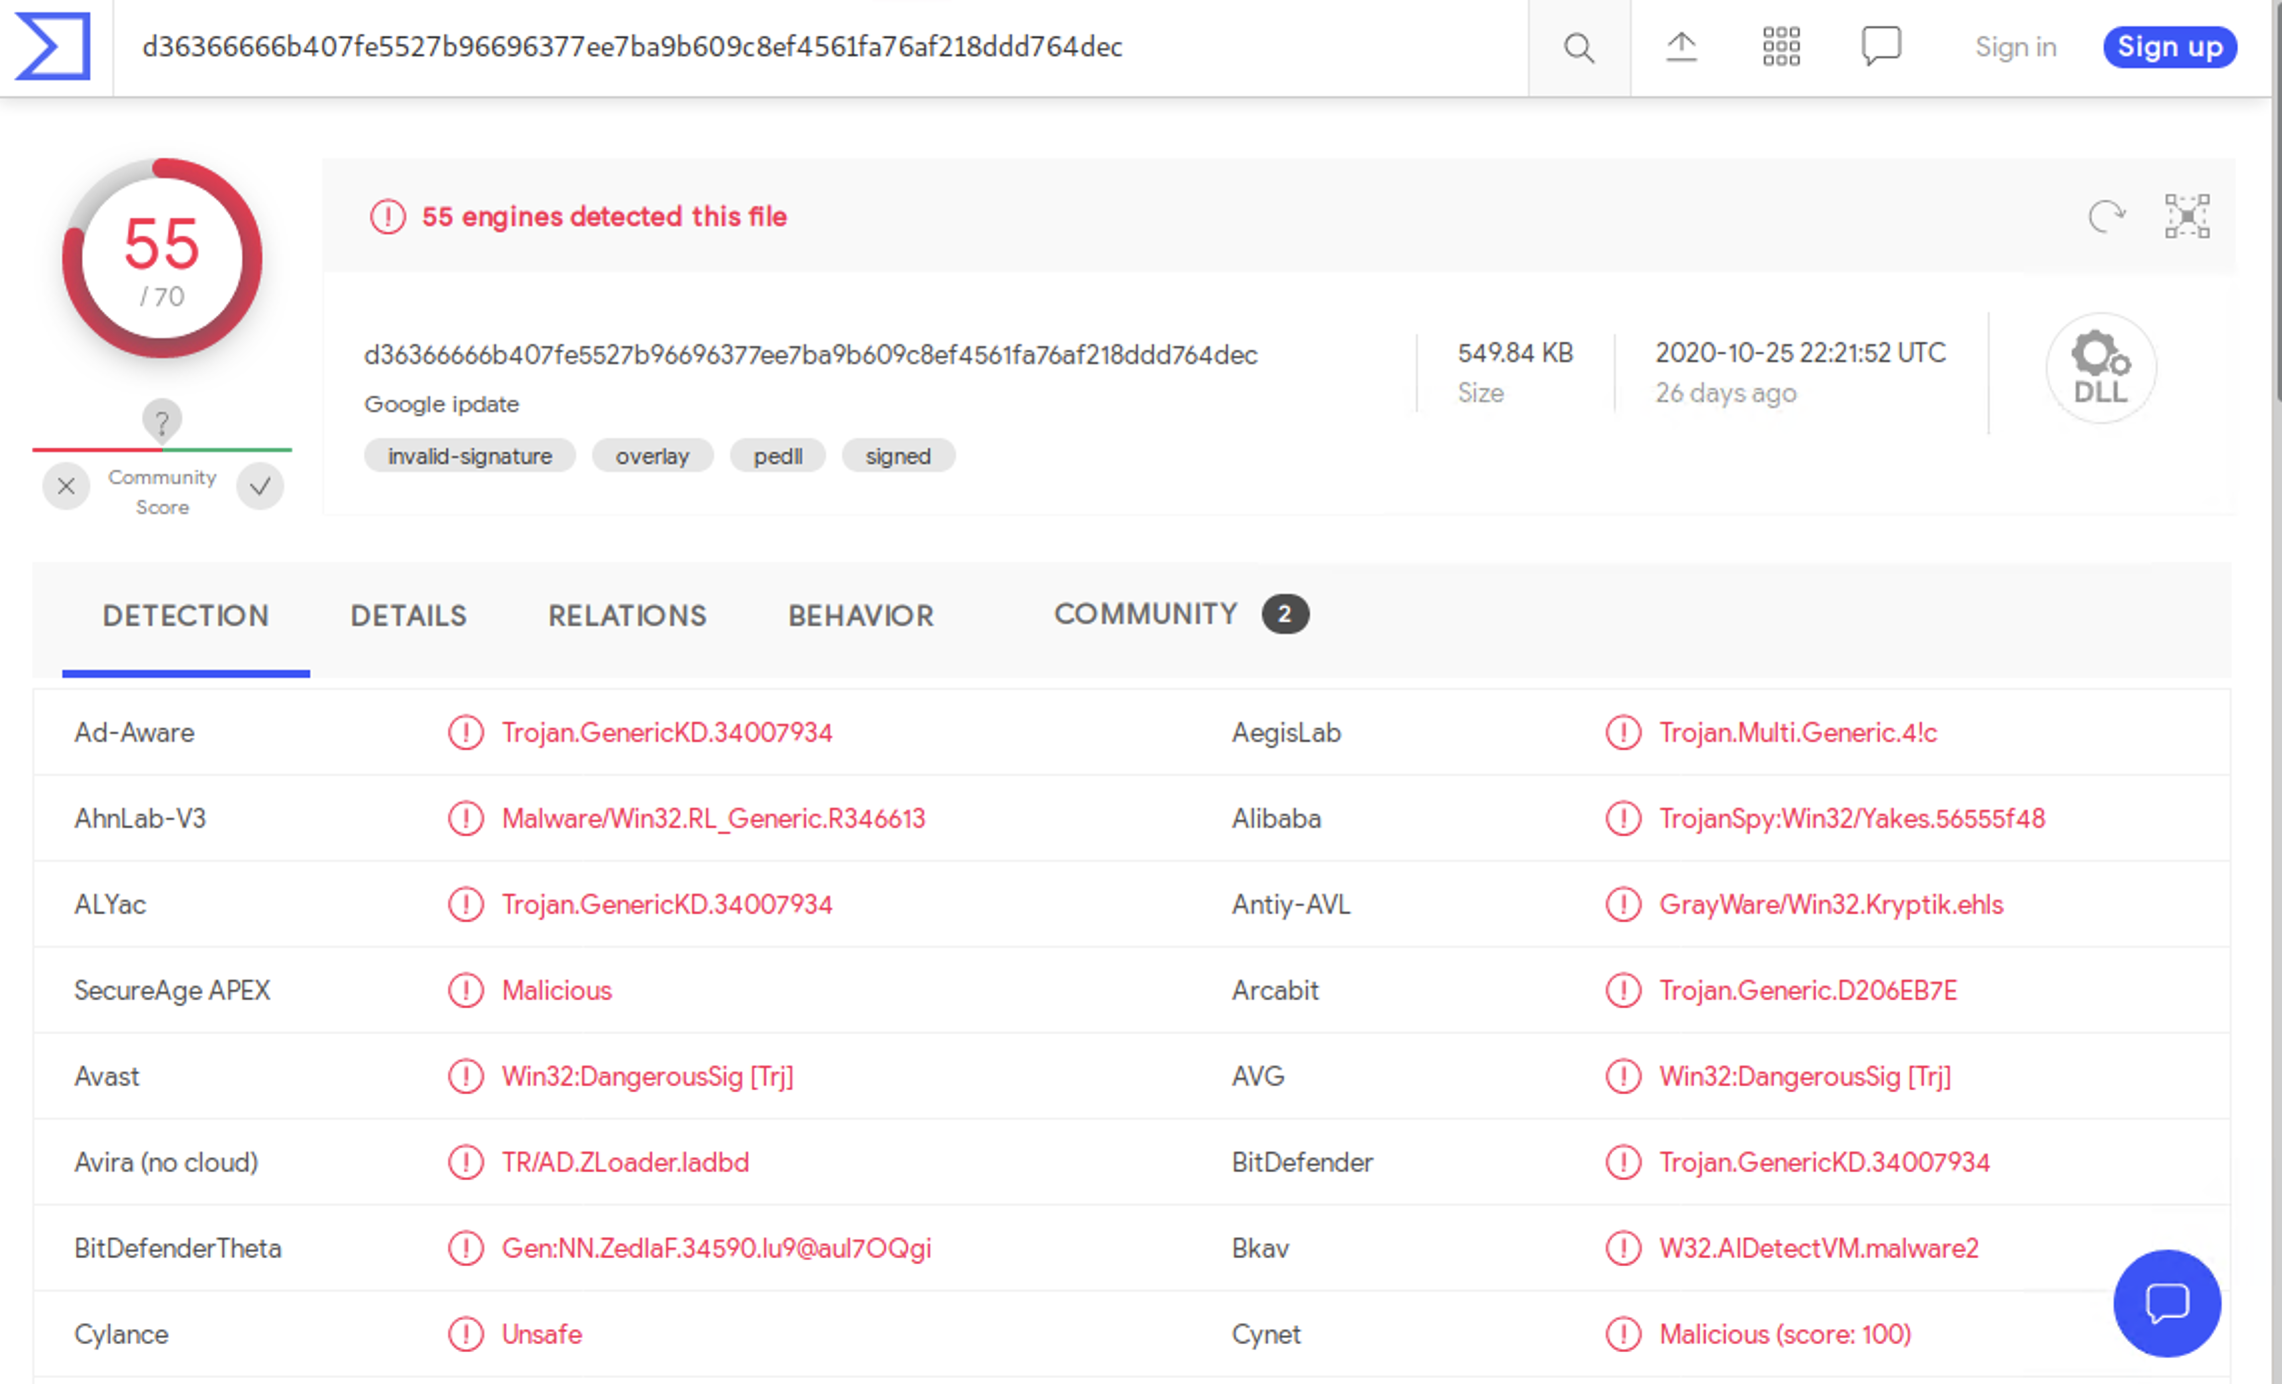 d36366666b407fe5527b96696377ee7ba9b609c8ef4561fa76af218ddd764dec
Sign in
Sign up
55
/ 70
?
Community
Score
55 engines detected this file
d36366666b407fe5527b96696377ee7ba9b609c8ef4561fa76af218ddd764dec
Google ipdate
invalid-signature overlay pedll signed
549.84 KB
Size
2020-10-25 22:21:52 UTC
26 days ago
DLL
DETECTION DETAILS RELATIONS BEHAVIOR COMMUNITY 2
Ad-Aware Trojan.GenericKD.34007934 AegisLab Trojan.Multi.Generic.4!c
AhnLab-V3 Malware/Win32.RL_Generic.R346613 Alibaba TrojanSpy:Win32/Yakes.56555f48
ALYac Trojan.GenericKD.34007934 Antiy-AVL GrayWare/Win32.Kryptik.ehls
SecureAge APEX Malicious Arcabit Trojan.Generic.D206EB7E
Avast Win32:DangerousSig [Trj] AVG Win32:DangerousSig [Trj]
Avira (no cloud) TR/AD.ZLoader.ladbd BitDefender Trojan.GenericKD.34007934
BitDefenderTheta Gen:NN.ZedlaF.34590.lu9@aul7OQgi Bkav W32.AIDetectVM.malware2
Cylance Unsafe Cynet Malicious (score: 100)